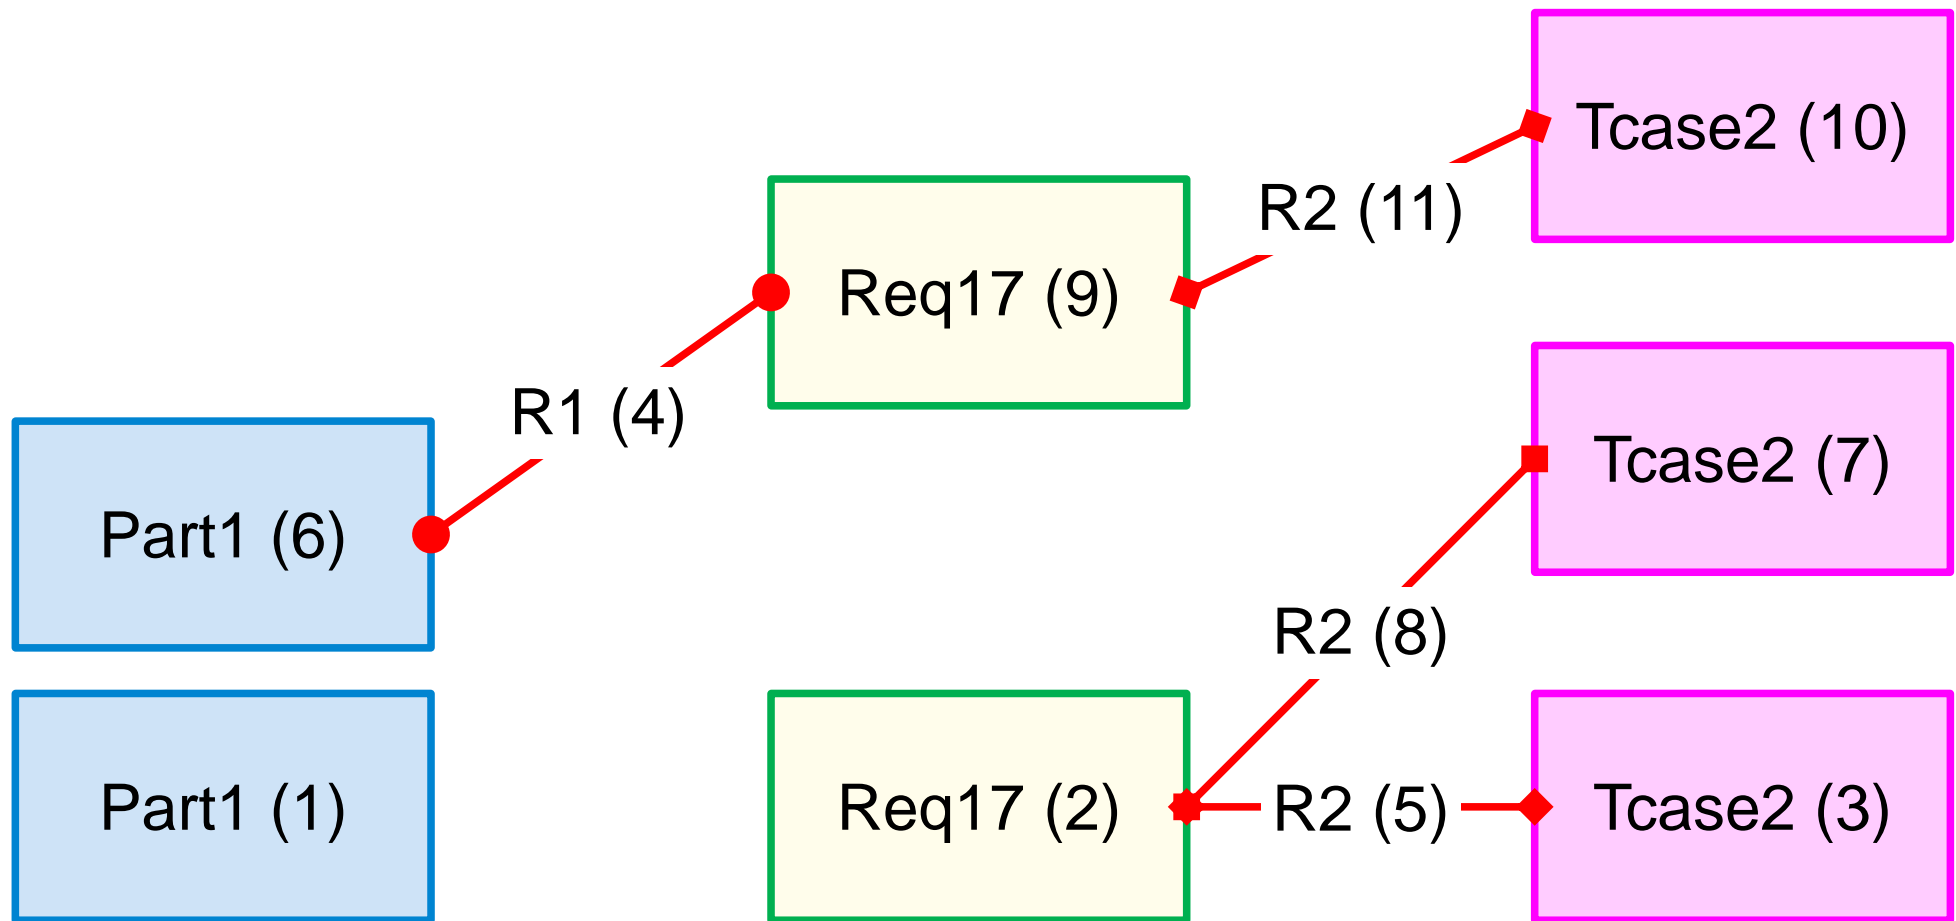 Tcase2 (10)
R2 (11)
Req17 (9)
R1 (4)
Tcase2 (7)
Part1 (6)
R2 (8)
Part1 (1)
Req17 (2)
R2 (5)
Tcase2 (3)